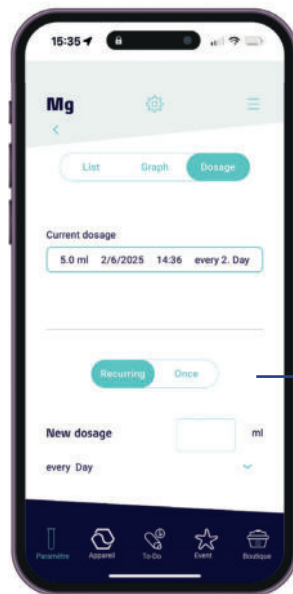 15:35
Mg
List Graph Dosage
Current dosage
5.0 ml 2/6/2025 14:36 every 2. Day
Recurring Once
New dosage ml
every Day
Paramètre Appareil To-Do Event Boutique